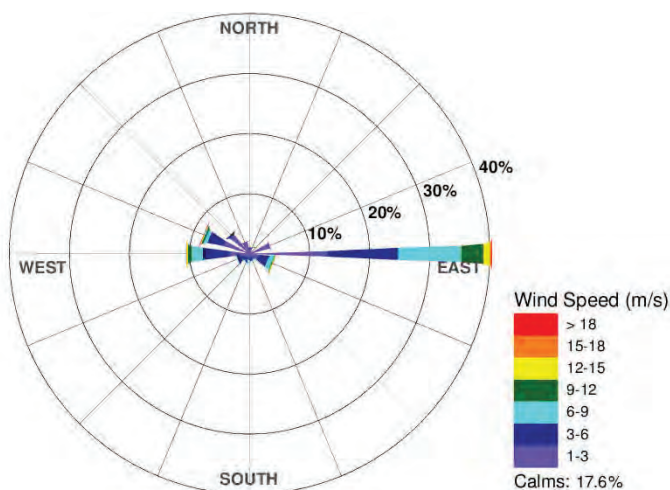 NORTH
40%
30%
20%
10%
WEST
EAST
SOUTH
Wind Speed (m/s)
> 18
15-18
12-15
9-12
6-9
3-6
1-3
Calms: 17.6%